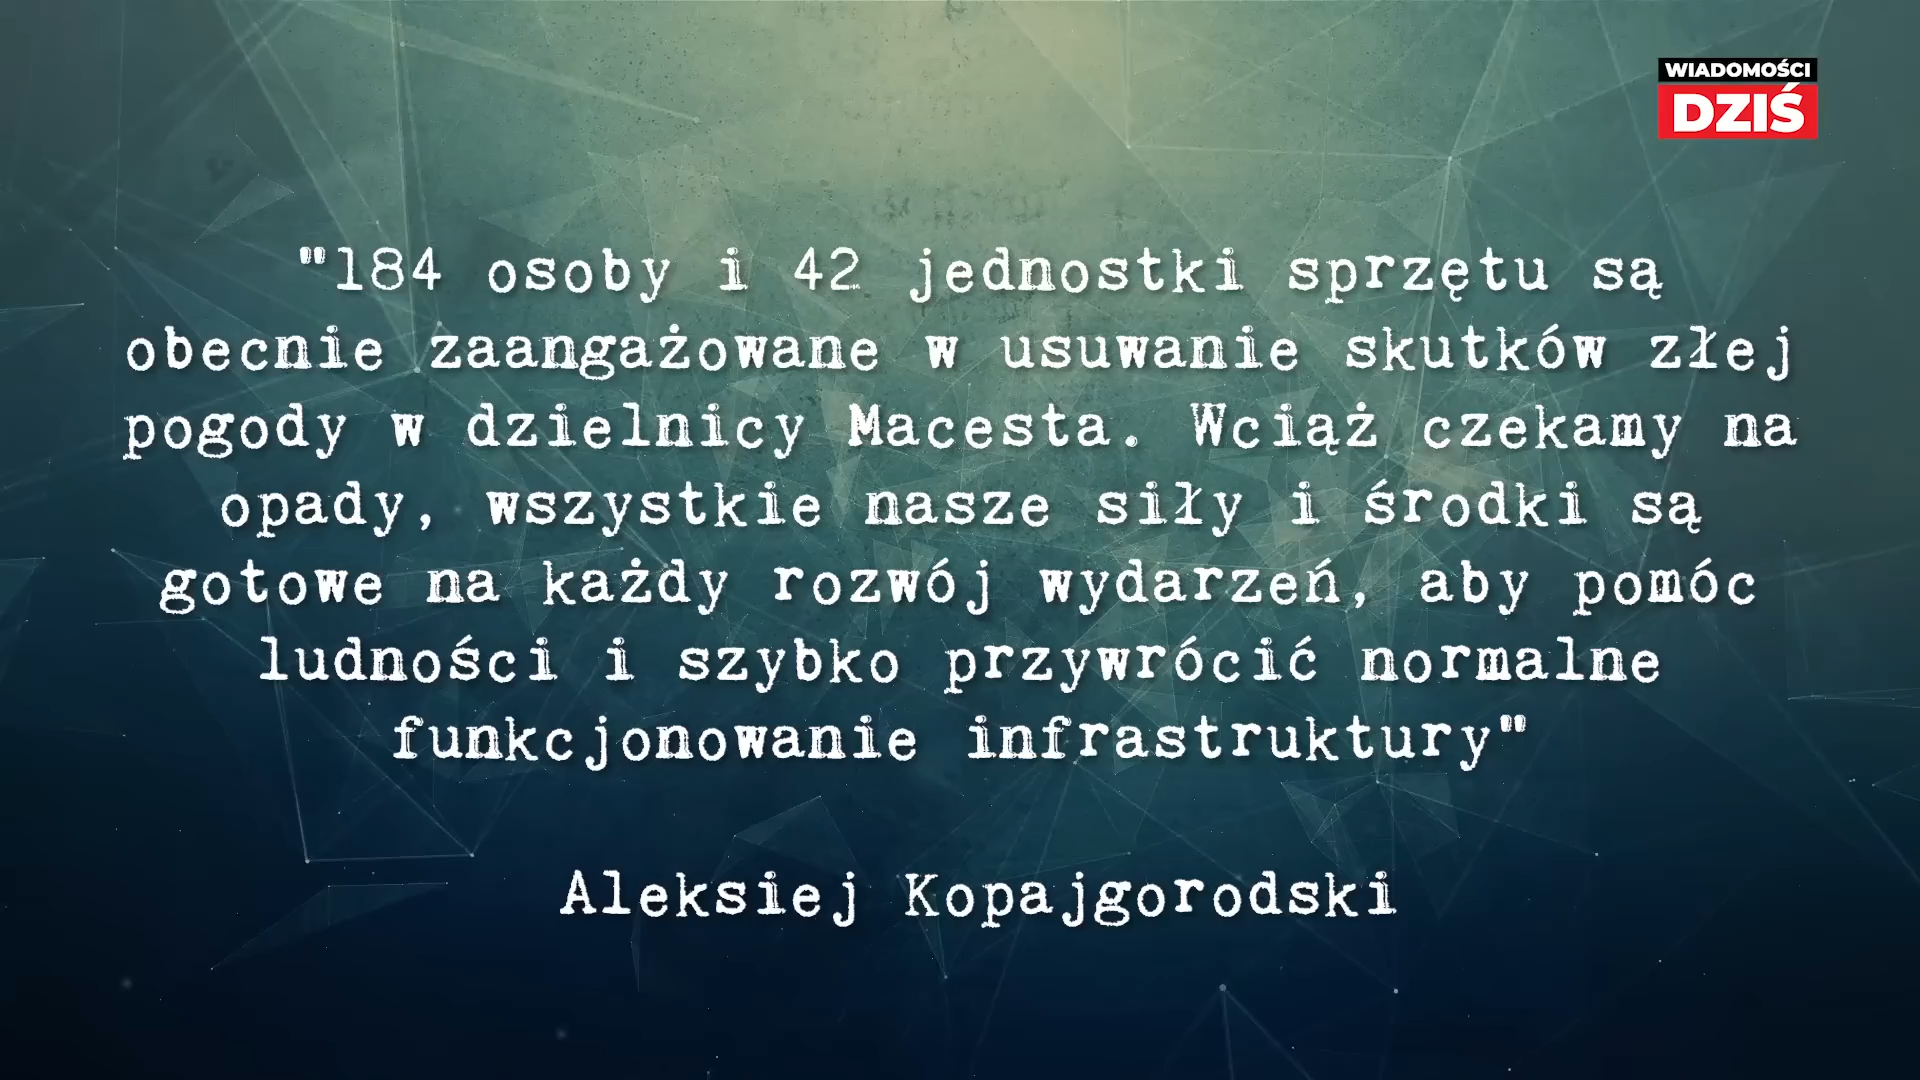 WIADOMOŚCI
DZIŚ
"184 osoby i 42 jednostki sprzętu są
obecnie zaangażowane w usuwanie skutków złej
pogody w dzielnicy Macesta. Wciąż czekamy na
opady, wszystkie nasze siły i środki są
gotowe na każdy rozwój wydarzeń, aby pomóc
ludności i szybko przywrócić normalne
funkcjonowanie infrastruktury"
Aleksiej Kopajgorodski